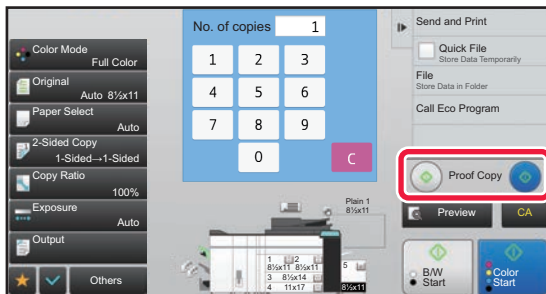 No. of copies 1
Color Mode
Full Color
Original
Auto 8½x11
Paper Select
Auto
2-Sided Copy
1-Sided→1-Sided
Copy Ratio
100%
Exposure
Auto
Output
Others
1 2 3
4 5 6
7 8 9
0 C
Plain 1
8½x11
1 2
8½x11 8½x11
3 8½x14
4 11x17
5
8½x11
Send and Print
Quick File
Store Data Temporarily
File
Store Data in Folder
Call Eco Program
Proof Copy
Preview
CA
B/W
Start
Color
Start